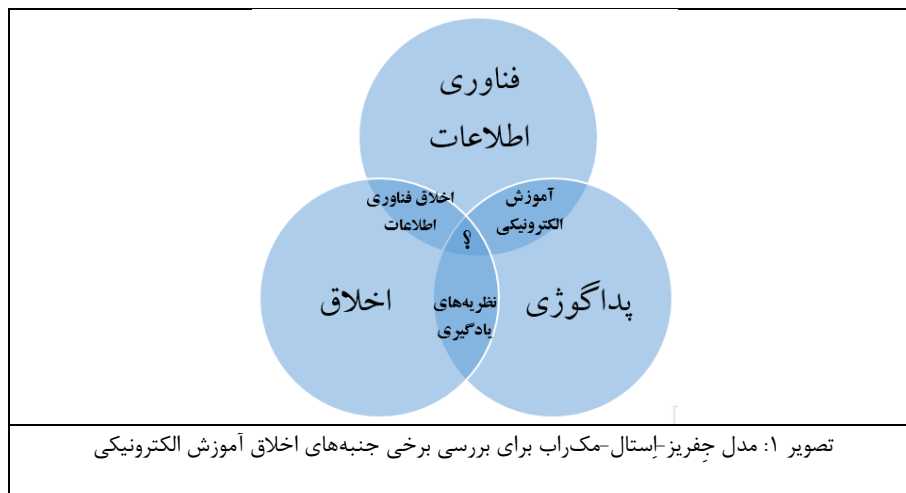 فناوری
اطلاعات
اخلاق فناوری
اطلاعات
آموزش
الکترونیکی
؟
اخلاق
نظریه‌های
یادگیری
پداگوژی
تصویر ۱: مدل جِفریز-اِستال-مک‌راب برای بررسی برخی جنبه‌های اخلاق آموزش الکترونیکی